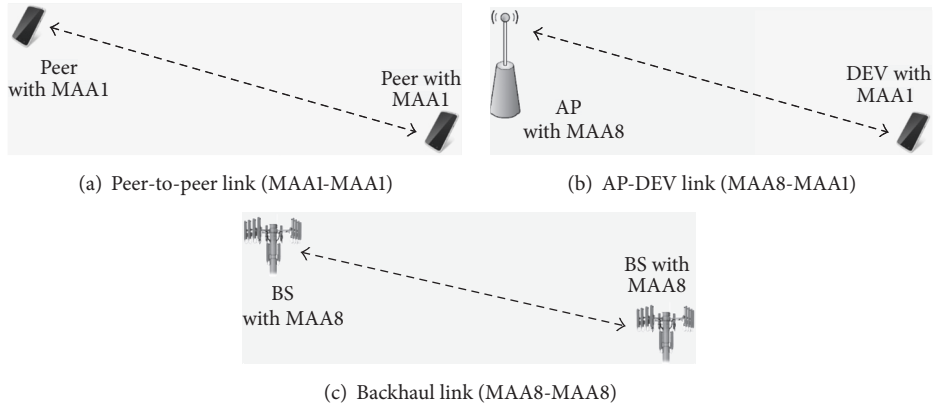 Peer
with MAA1
Peer with
MAA1
(a) Peer-to-peer link (MAA1-MAA1)
AP
with MAA8
DEV with
MAA1
(b) AP-DEV link (MAA8-MAA1)
BS
with MAA8
BS with
MAA8
(c) Backhaul link (MAA8-MAA8)